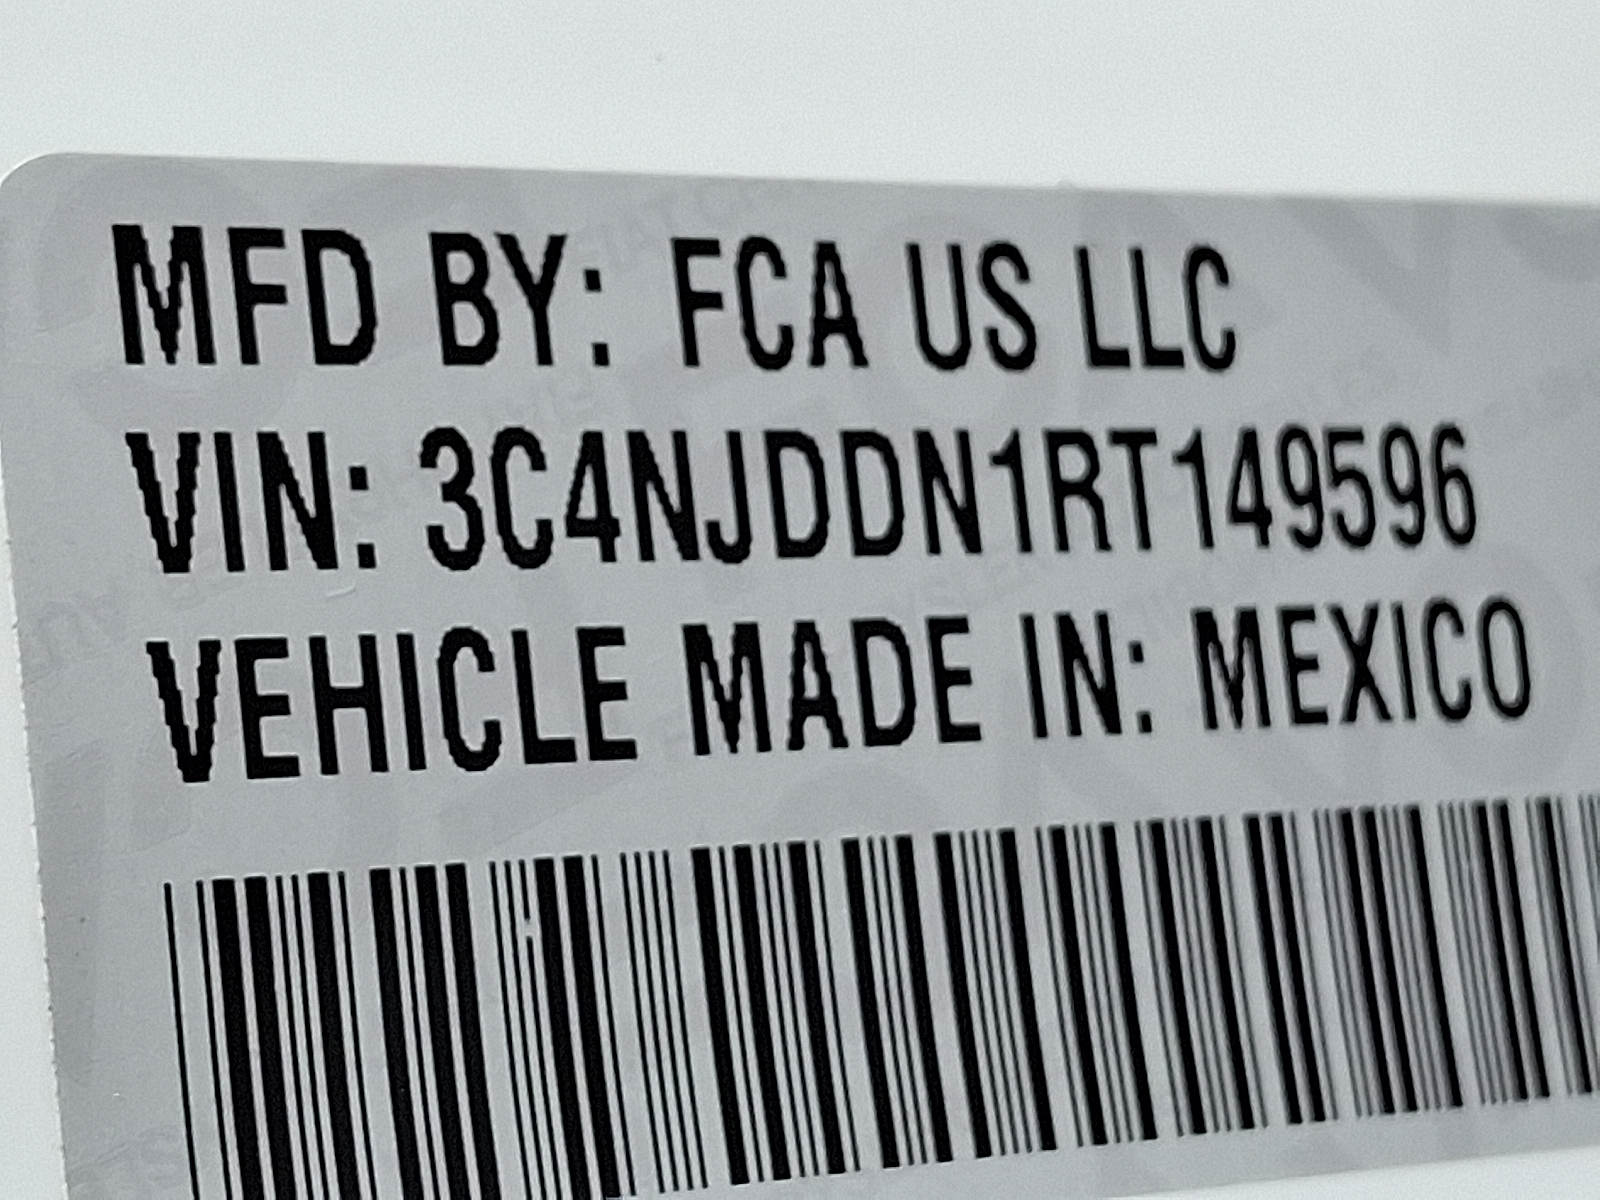 MFD BY: FCA US LLC
VIN: 3C4NJDDN1RT149596
VEHICLE MADE IN: MEXICO